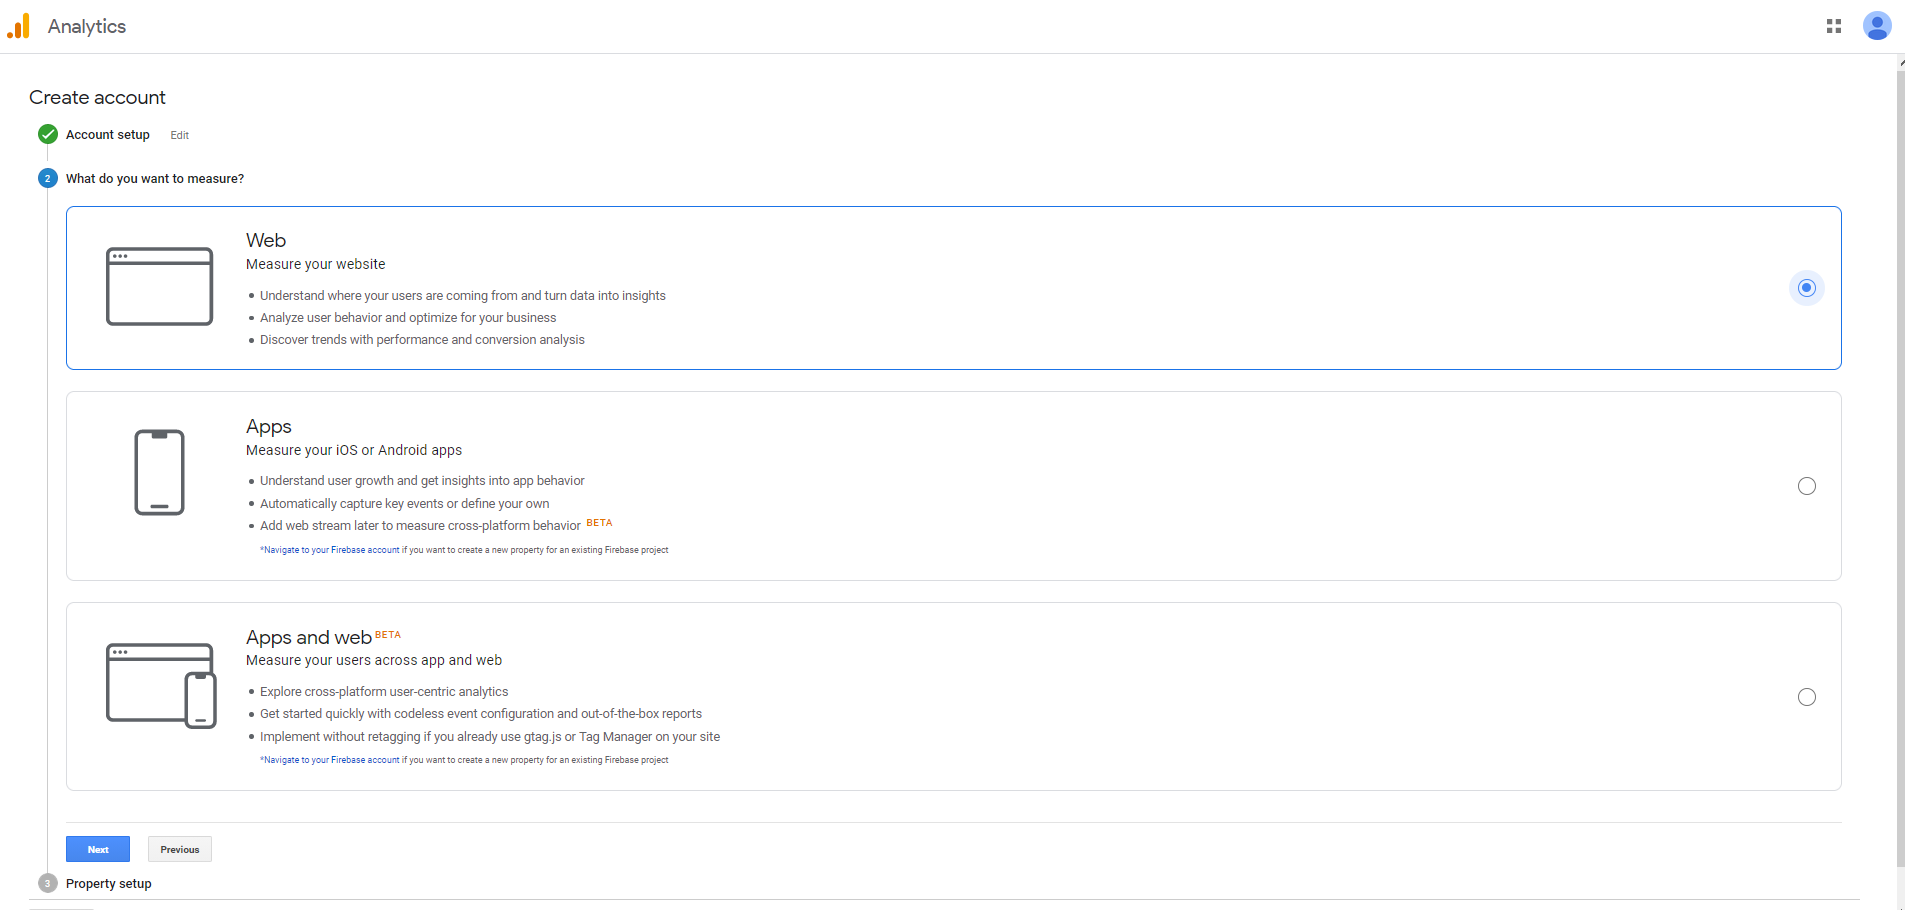 Analytics
Create account
Account setup Edit
2 What do you want to measure?
Web
Measure your website
Understand where your users are coming from and turn data into insights
Analyze user behavior and optimize for your business
Discover trends with performance and conversion analysis
Apps
Measure your iOS or Android apps
Understand user growth and get insights into app behavior
Automatically capture key events or define your own
Add web stream later to measure cross-platform behavior BETA
*Navigate to your Firebase account if you want to create a new property for an existing Firebase project
Apps and web BETA
Measure your users across app and web
Explore cross-platform user-centric analytics
Get started quickly with codeless event configuration and out-of-the-box reports
Implement without retagging if you already use gtag.js or Tag Manager on your site
*Navigate to your Firebase account if you want to create a new property for an existing Firebase project
Next Previous
3 Property setup